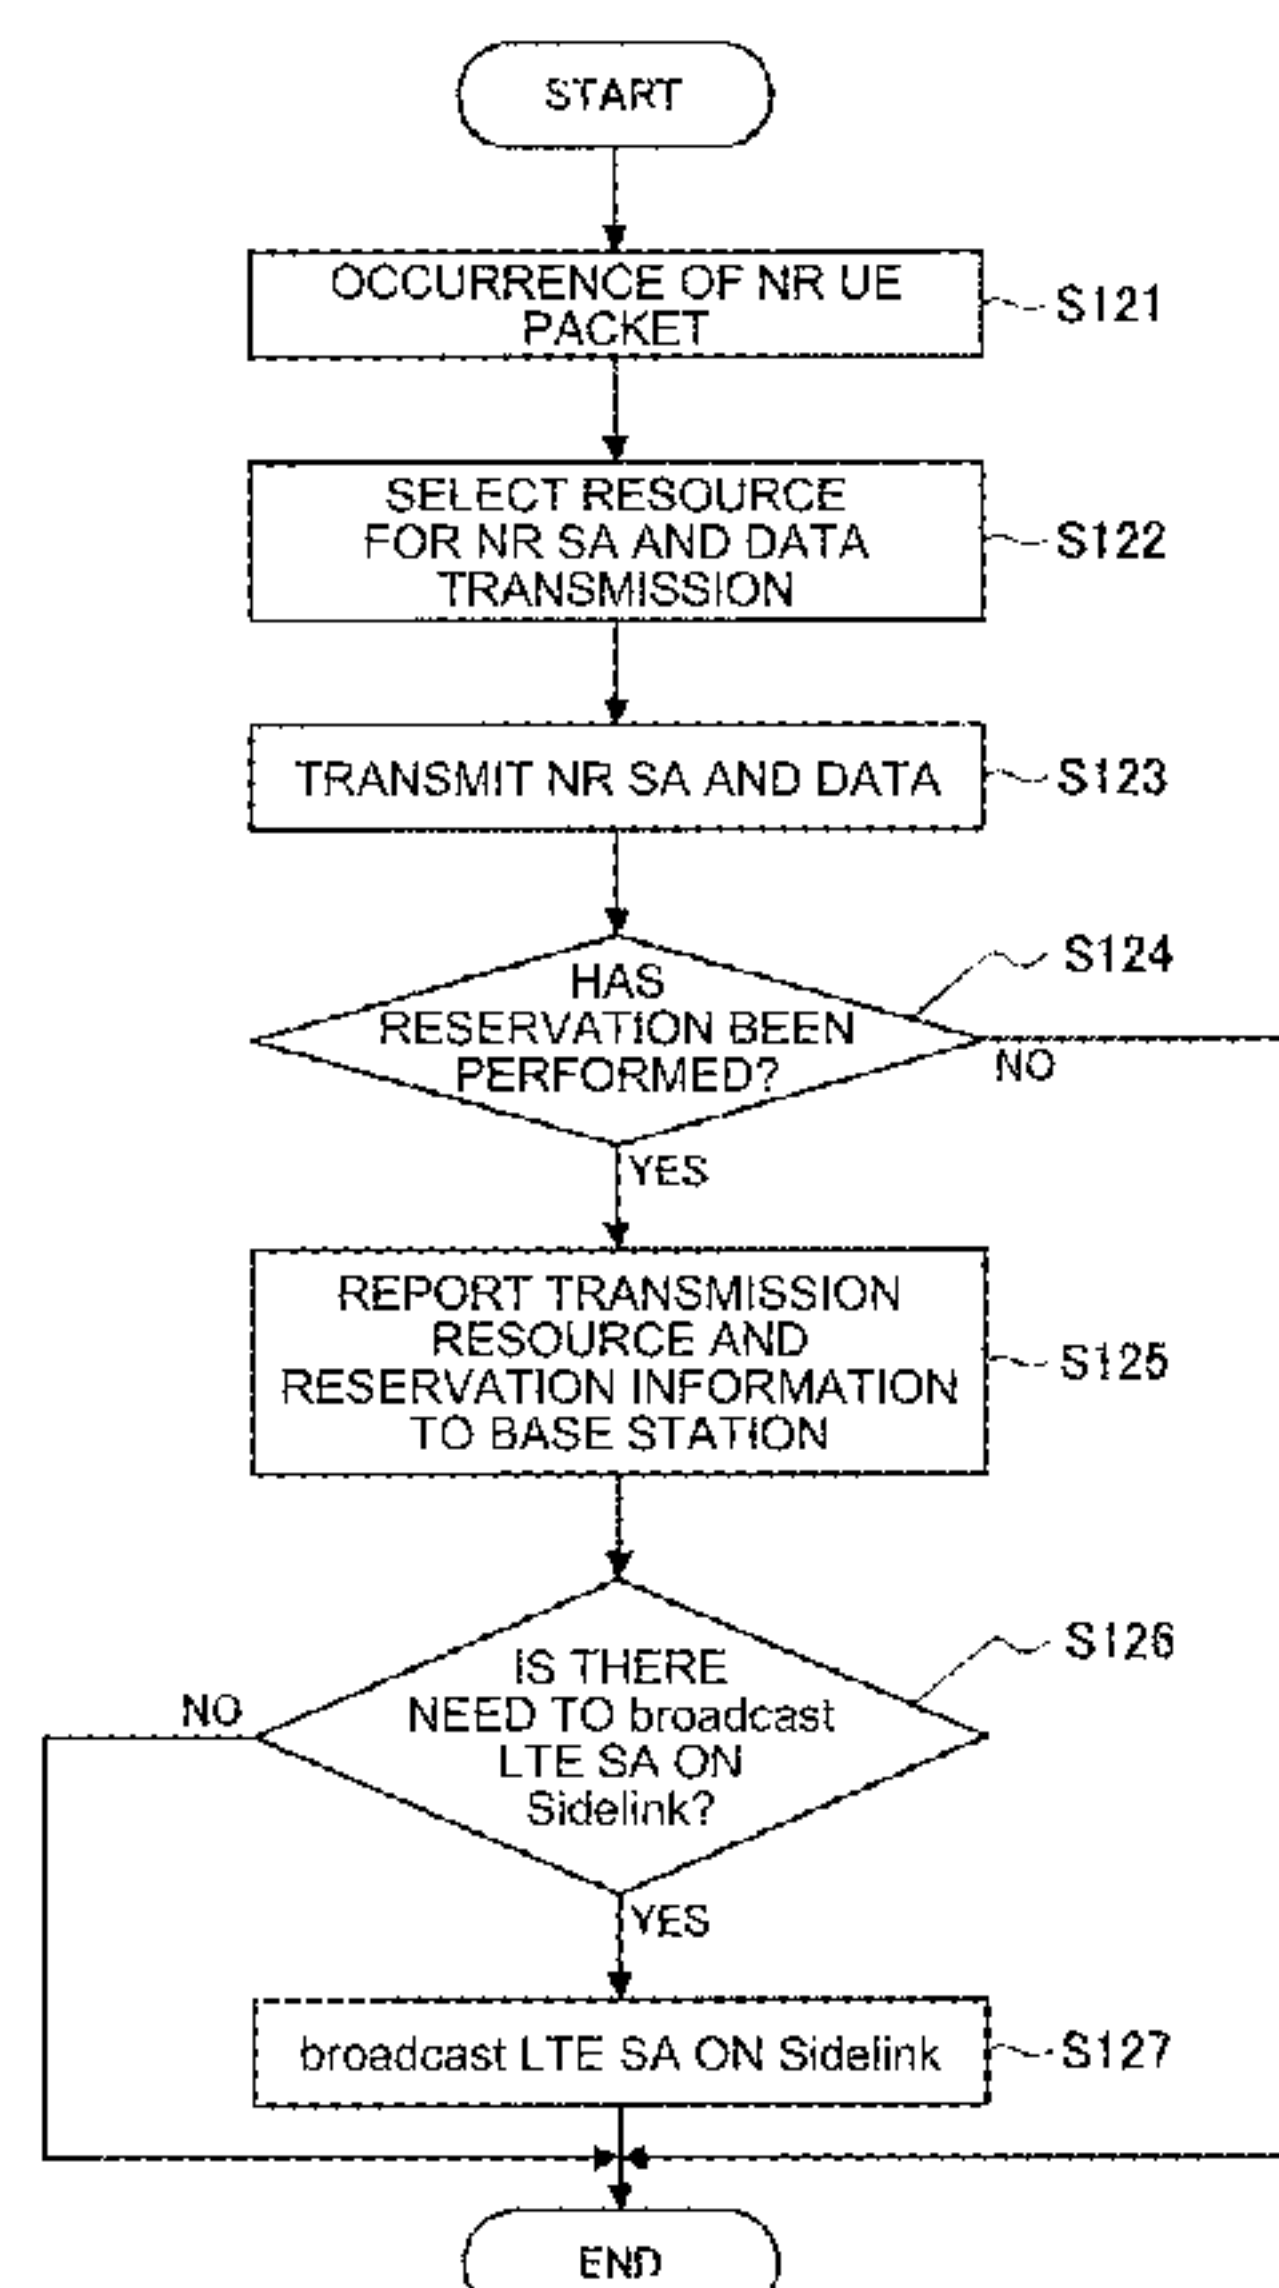 START
OCCURRENCE OF NR UE
PACKET
S121
SELECT RESOURCE
FOR NR SA AND DATA
TRANSMISSION
S122
TRANSMIT NR SA AND DATA
S123
HAS
RESERVATION BEEN
PERFORMED?
S124
NO
YES
REPORT TRANSMISSION
RESOURCE AND
RESERVATION INFORMATION
TO BASE STATION
S125
IS THERE
NEED TO broadcast
LTE SA ON
Sidelink?
S126
NO
YES
broadcast LTE SA ON Sidelink
S127
END